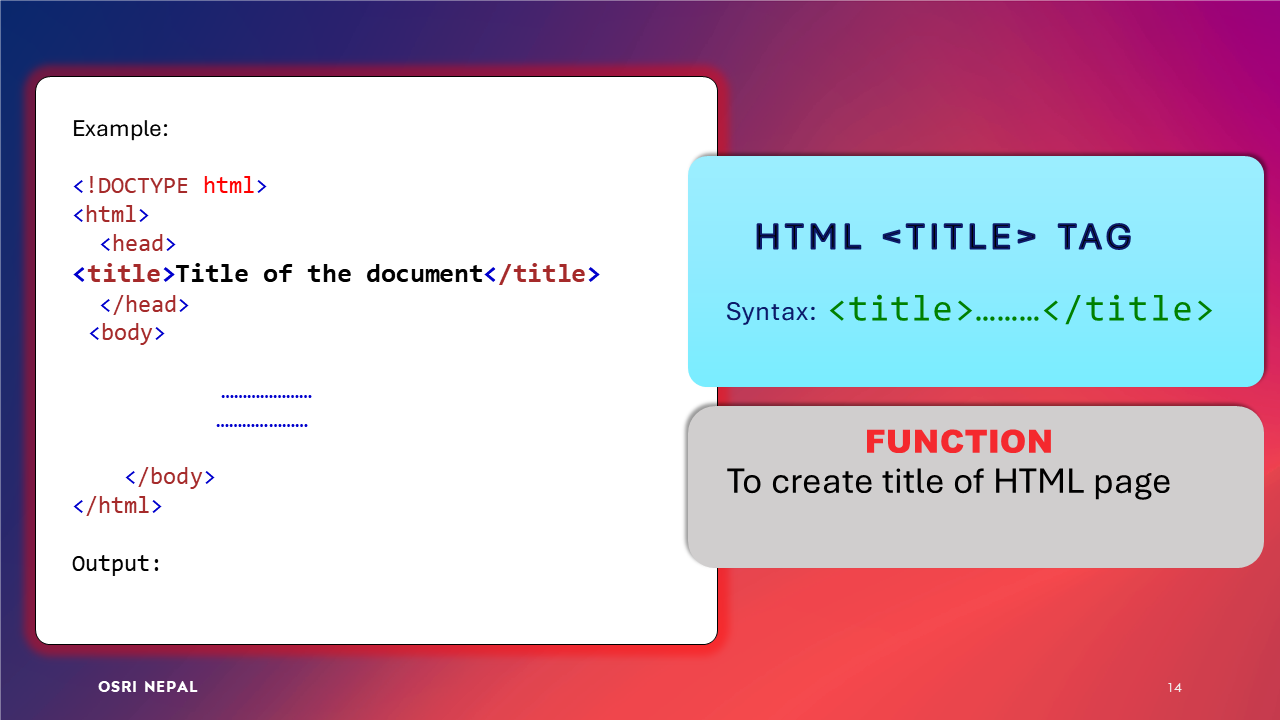 Example:
<!DOCTYPE html>
<html>
<head>
<title>Title of the document</title>
</head>
<body>
…………………
…………………
</body>
</html>
Output:
HTML <TITLE> TAG
Syntax: <title>………</title>
FUNCTION
To create title of HTML page
OSRI NEPAL
14